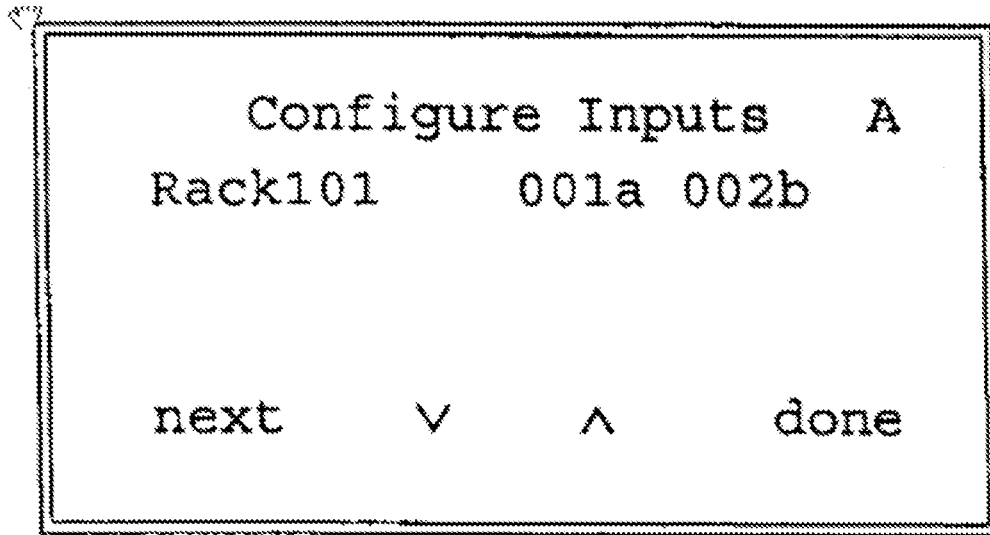 Configure Inputs A
Rack101 001a 002b
next ∨ ∧ done